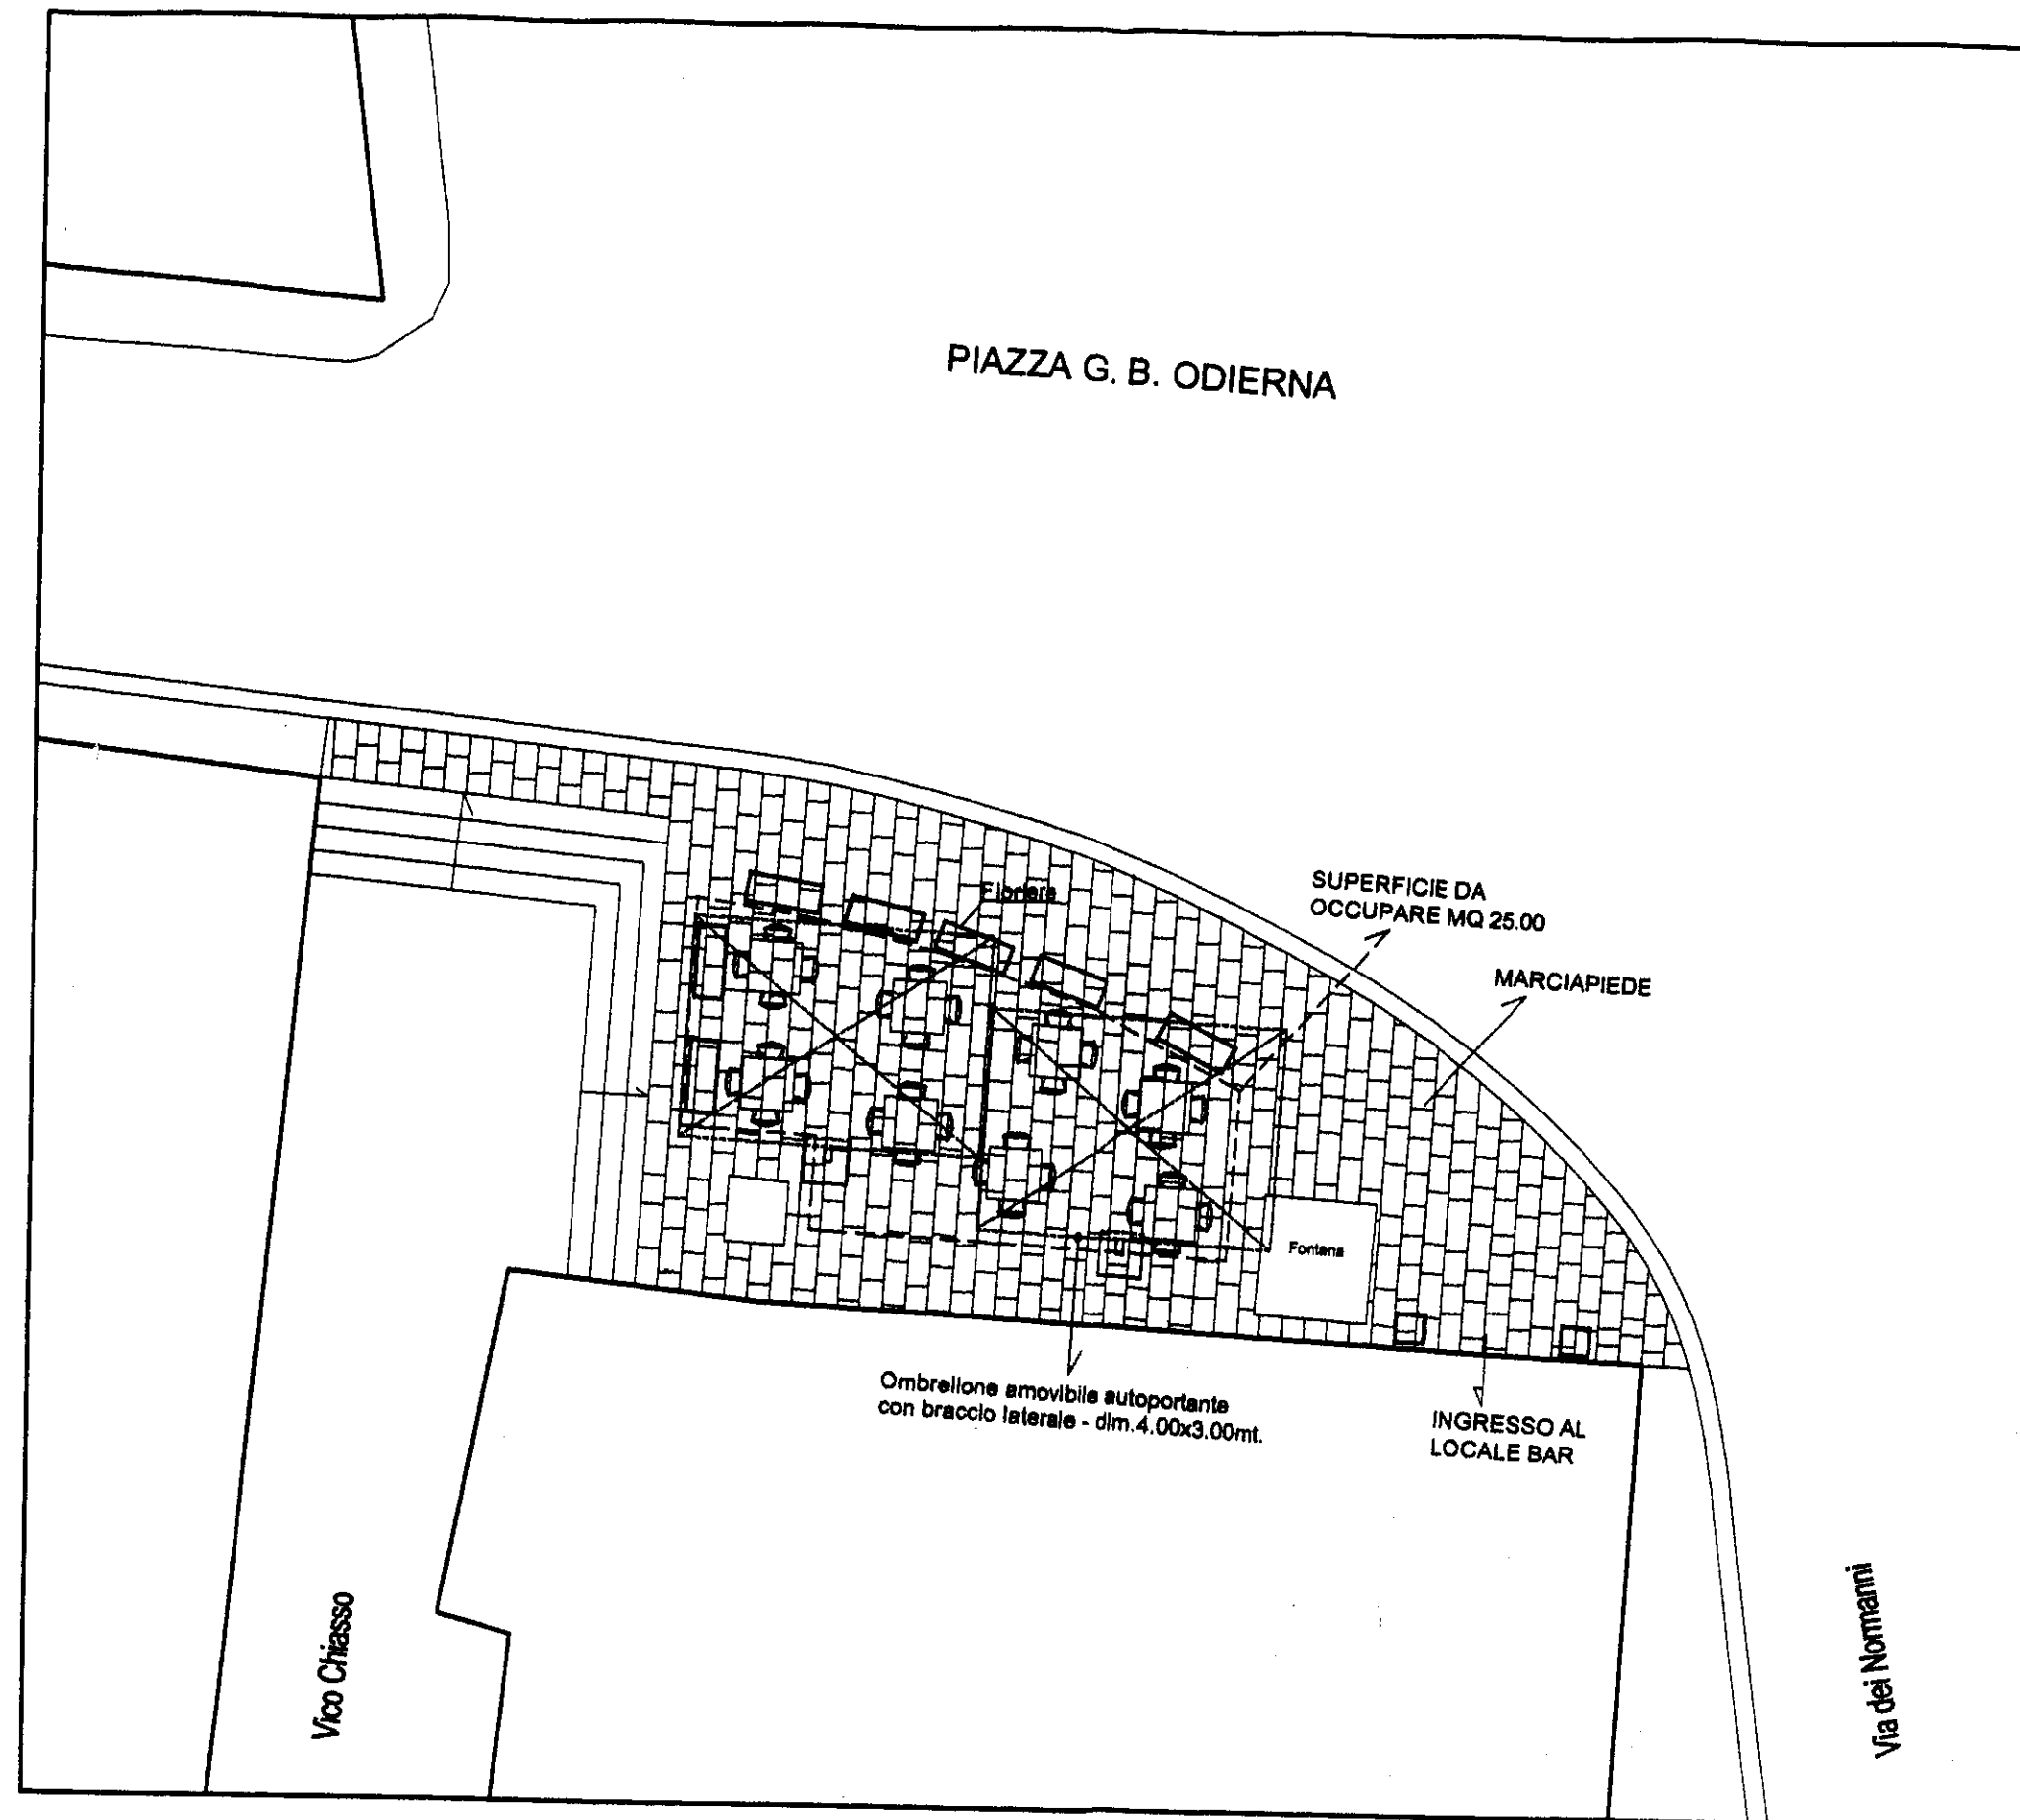 PIAZZA G. B. ODIERNA
Fioriera
SUPERFICIE DA
OCCUPARE MQ 25.00
MARCIAPIEDE
Fontana
Ombrellone amovibile autoportante
con braccio laterale - dim.4.00x3.00mt.
INGRESSO AL
LOCALE BAR
Vico Chiasso
Via dei Normanni